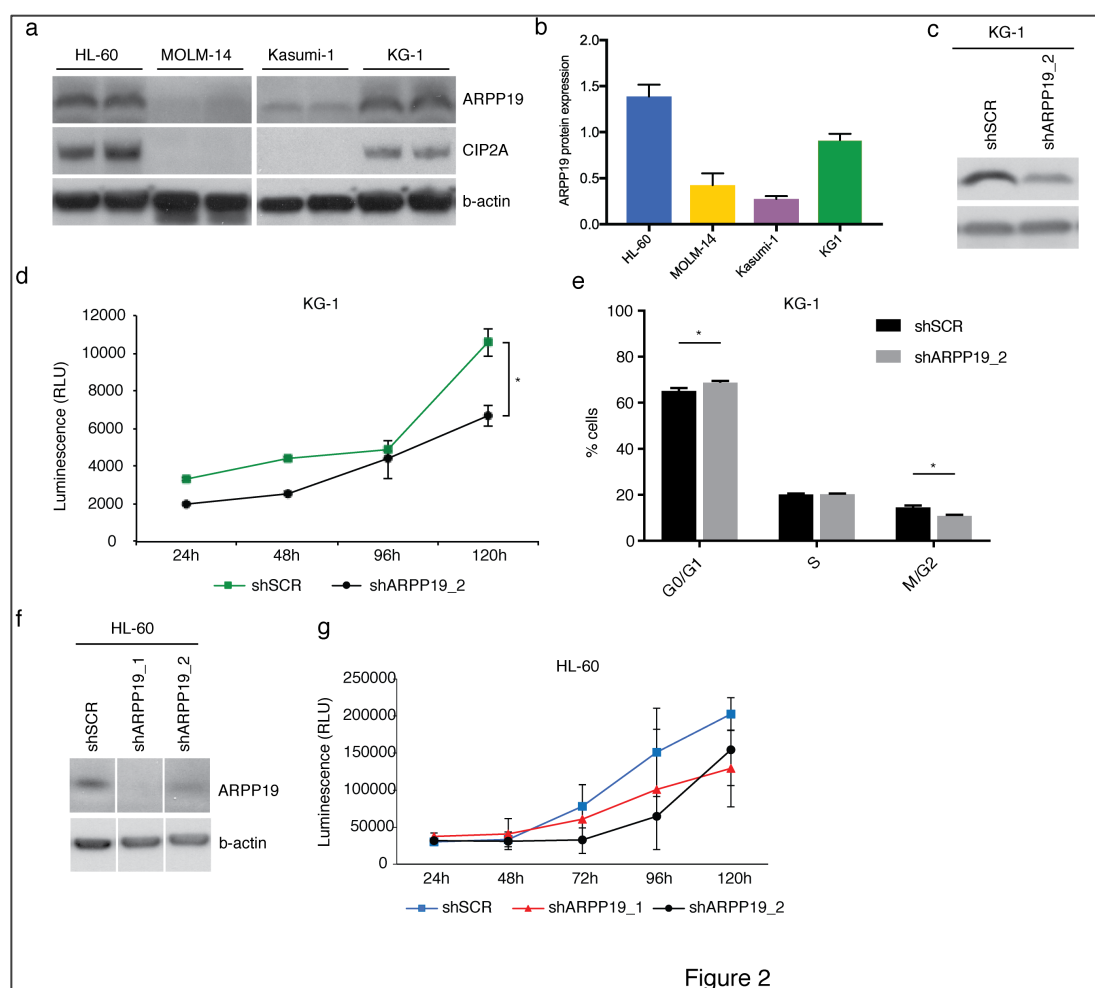 a
HL-60 MOLM-14 Kasumi-1 KG-1
ARPP19
CIP2A
b-actin
b
ARPP19 protein expression
2.0
1.5
1.0
0.5
0.0
HL-60
MOLM-14
Kasumi-1
KG1
c
KG-1
shSCR
shARPP19_2
d
KG-1
Luminescence (RLU)
12000
10000
8000
6000
4000
2000
0
*
24h 48h 96h 120h
shSCR shARPP19_2
e
KG-1
% cells
100
80
60
40
20
0
* *
shSCR
shARPP19_2
G0/G1
S
M/G2
f
HL-60
shSCR
shARPP19_1
shARPP19_2
ARPP19
b-actin
g
HL-60
Luminescence (RLU)
250000
200000
150000
100000
50000
0
24h 48h 72h 96h 120h
shSCR shARPP19_1 shARPP19_2
Figure 2